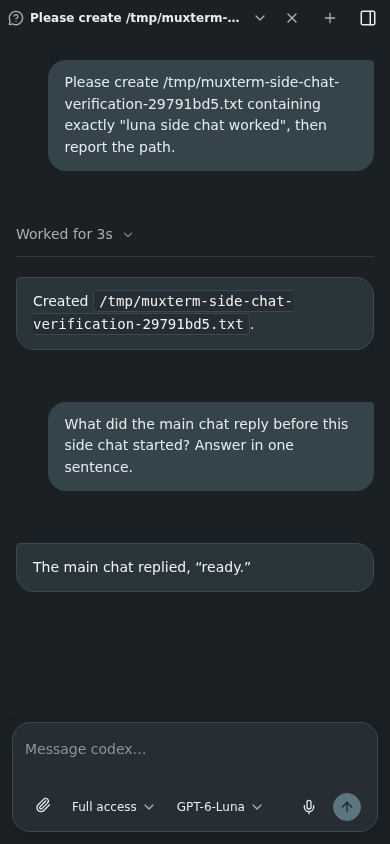 Please create /tmp/muxterm-...
Please create /tmp/muxterm-side-chat-
verification-29791bd5.txt containing
exactly "luna side chat worked", then
report the path.
Worked for 3s
Created /tmp/muxterm-side-chat-
verification-29791bd5.txt.
What did the main chat reply before this
side chat started? Answer in one
sentence.
The main chat replied, “ready.”
Message codex…
Full access GPT-6-Luna